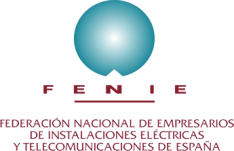 FENIE
FEDERACIÓN NACIONAL DE EMPRESARIOS
DE INSTALACIONES ELÉCTRICAS
Y TELECOMUNICACIONES DE ESPAÑA